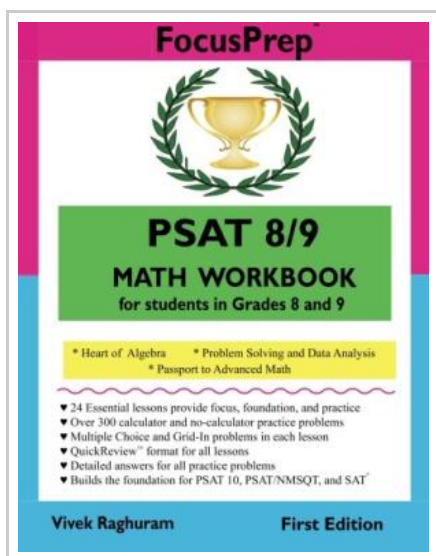 FocusPrep™
PSAT 8/9
MATH WORKBOOK
for students in Grades 8 and 9
* Heart of Algebra * Problem Solving and Data Analysis
* Passport to Advanced Math
♥ 24 Essential lessons provide focus, foundation, and practice
♥ Over 300 calculator and no-calculator practice problems
♥ Multiple Choice and Grid-In problems in each lesson
♥ QuickReview™ format for all lessons
♥ Detailed answers for all practice problems
♥ Builds the foundation for PSAT 10, PSAT/NMSQT, and SAT
Vivek Raghuram First Edition